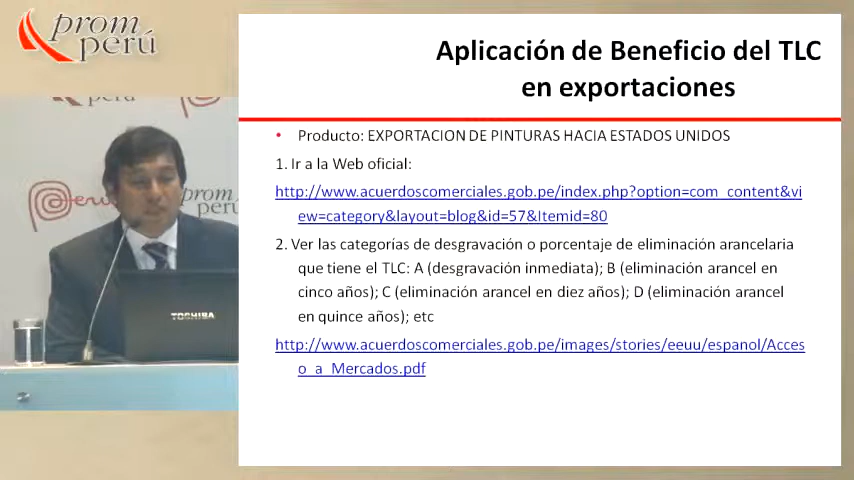 prom
perú
Aplicación de Beneficio del TLC
en exportaciones
• Producto: EXPORTACION DE PINTURAS HACIA ESTADOS UNIDOS
1. Ir a la Web oficial:
http://www.acuerdoscomerciales.gob.pe/index.php?option=com_content&vi
ew=category&layout=blog&id=57&Itemid=80
2. Ver las categorías de desgravación o porcentaje de eliminación arancelaria
que tiene el TLC: A (desgravación inmediata); B (eliminación arancel en
cinco años); C (eliminación arancel en diez años); D (eliminación arancel
en quince años); etc
http://www.acuerdoscomerciales.gob.pe/images/stories/eeuu/espanol/Acces
o_a_Mercados.pdf
perú
Perú
prom
perú
TOSHIBA